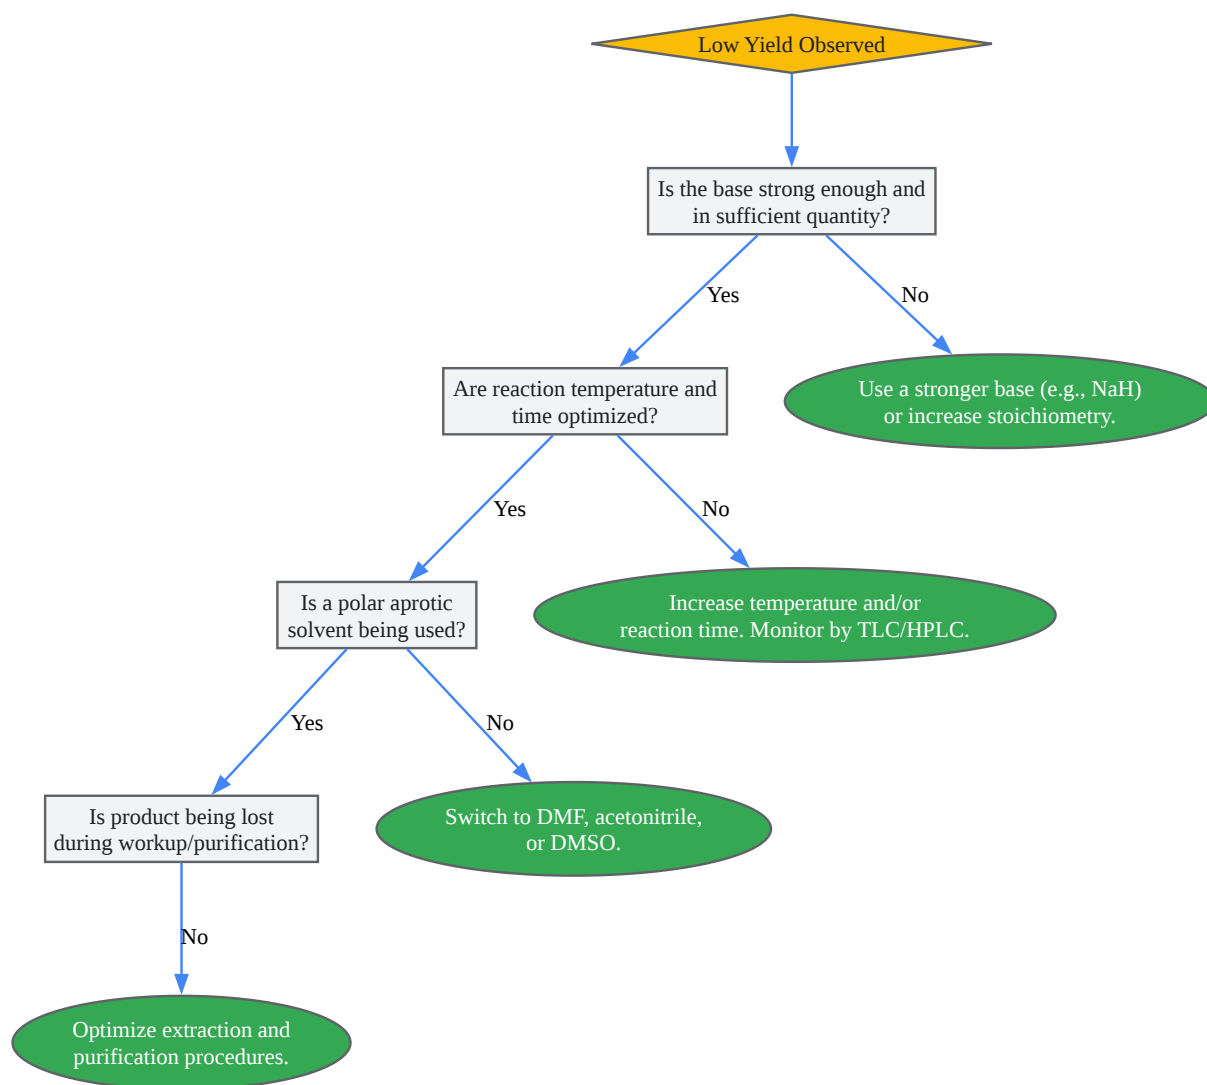 Low Yield Observed
Is the base strong enough and
in sufficient quantity?
Yes
No
Are reaction temperature and
time optimized?
Use a stronger base (e.g., NaH)
or increase stoichiometry.
Yes
No
Is a polar aprotic
solvent being used?
Increase temperature and/or
reaction time. Monitor by TLC/HPLC.
Yes
No
Is product being lost
during workup/purification?
Switch to DMF, acetonitrile,
or DMSO.
No
Optimize extraction and
purification procedures.